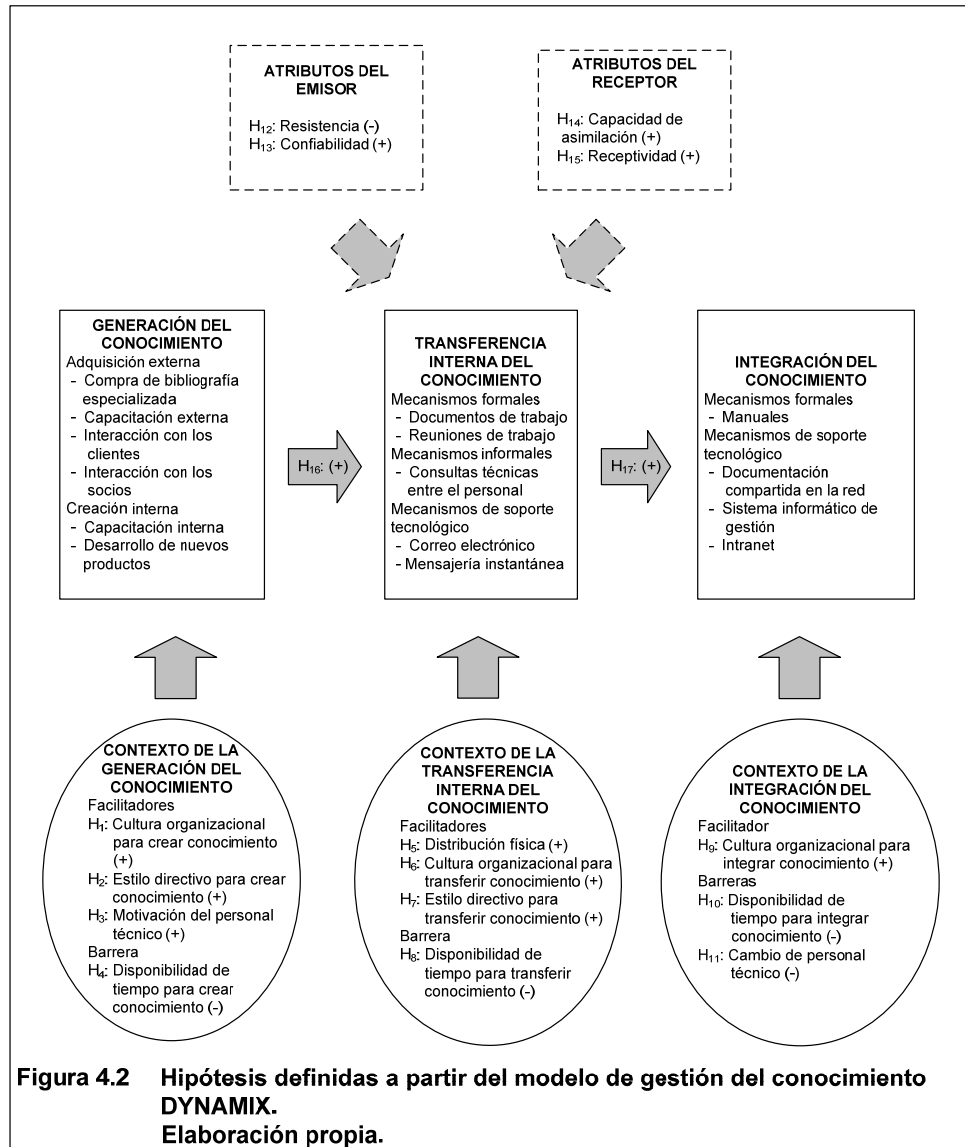 ATRIBUTOS DEL
EMISOR
H12: Resistencia (-)
H13: Confiabilidad (+)
ATRIBUTOS DEL
RECEPTOR
H14: Capacidad de
asimilación (+)
H15: Receptividad (+)
GENERACIÓN DEL
CONOCIMIENTO
Adquisición externa
- Compra de bibliografía
especializada
- Capacitación externa
- Interacción con los
clientes
- Interacción con los
socios
Creación interna
- Capacitación interna
- Desarrollo de nuevos
productos
H16: (+)
TRANSFERENCIA
INTERNA DEL
CONOCIMIENTO
Mecanismos formales
- Documentos de trabajo
- Reuniones de trabajo
Mecanismos informales
- Consultas técnicas
entre el personal
Mecanismos de soporte
tecnológico
- Correo electrónico
- Mensajería instantánea
H17: (+)
INTEGRACIÓN DEL
CONOCIMIENTO
Mecanismos formales
- Manuales
Mecanismos de soporte
tecnológico
- Documentación
compartida en la red
- Sistema informático de
gestión
- Intranet
CONTEXTO DE LA
GENERACIÓN DEL
CONOCIMIENTO
Facilitadores
H1: Cultura organizacional
para crear conocimiento
(+)
H2: Estilo directivo para crear
conocimiento (+)
H3: Motivación del personal
técnico (+)
Barrera
H4: Disponibilidad de
tiempo para crear
conocimiento (-)
CONTEXTO DE LA
TRANSFERENCIA
INTERNA DEL
CONOCIMIENTO
Facilitadores
H5: Distribución física (+)
H6: Cultura organizacional para
transferir conocimiento (+)
H7: Estilo directivo para
transferir conocimiento (+)
Barrera
H8: Disponibilidad de
tiempo para transferir
conocimiento (-)
CONTEXTO DE LA
INTEGRACIÓN DEL
CONOCIMIENTO
Facilitador
H9: Cultura organizacional para
integrar conocimiento (+)
Barreras
H10: Disponibilidad de
tiempo para integrar
conocimiento (-)
H11: Cambio de personal
técnico (-)
Figura 4.2 Hipótesis definidas a partir del modelo de gestión del conocimiento
DYNAMIX.
Elaboración propia.